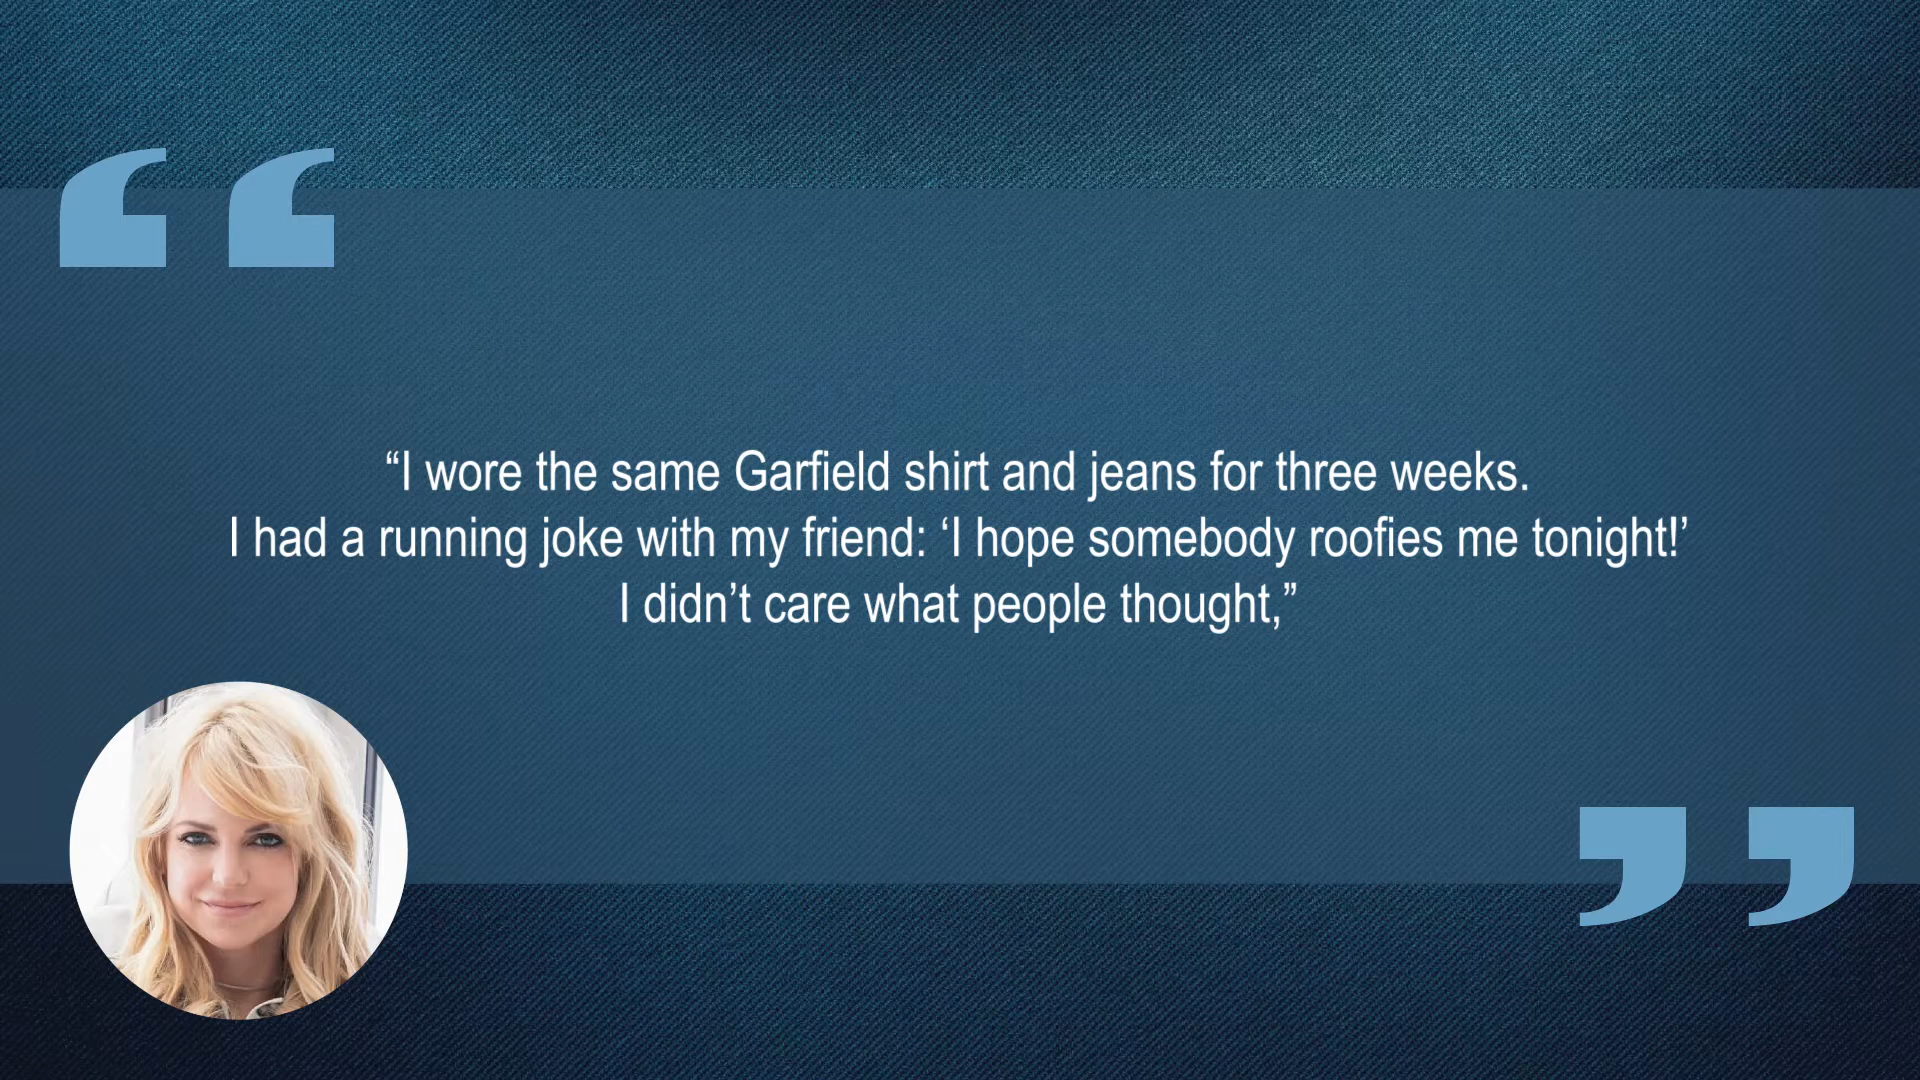 “I wore the same Garfield shirt and jeans for three weeks.
I had a running joke with my friend: ‘I hope somebody roofies me tonight!’
I didn’t care what people thought,”